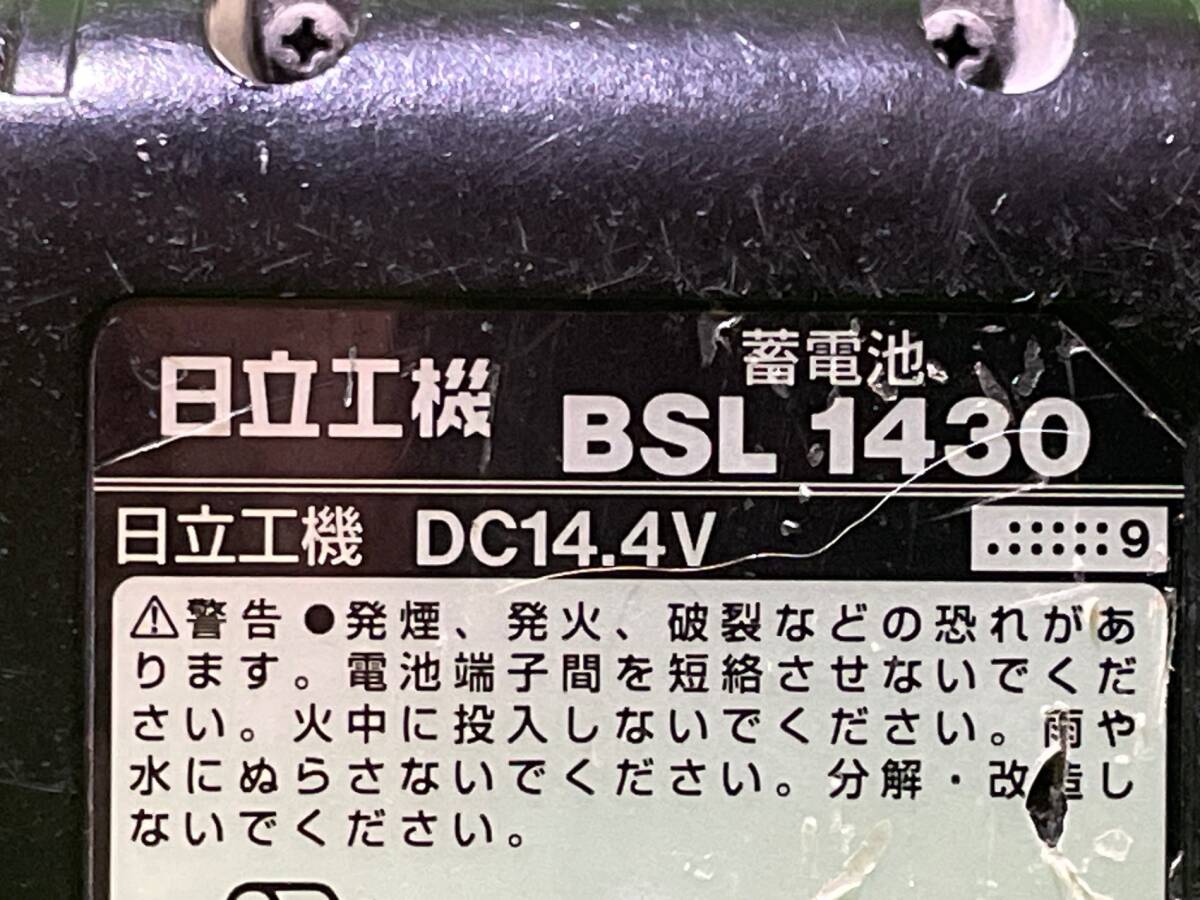 日立工機
蓄電池
BSL 1430
日立工機 DC14.4V
9
⚠警告 ●発煙、発火、破裂などの恐れがあ
ります。電池端子間を短絡させないでくだ
さい。火中に投入しないでください。雨や
水にぬらさないでください。分解・改造し
ないでください。